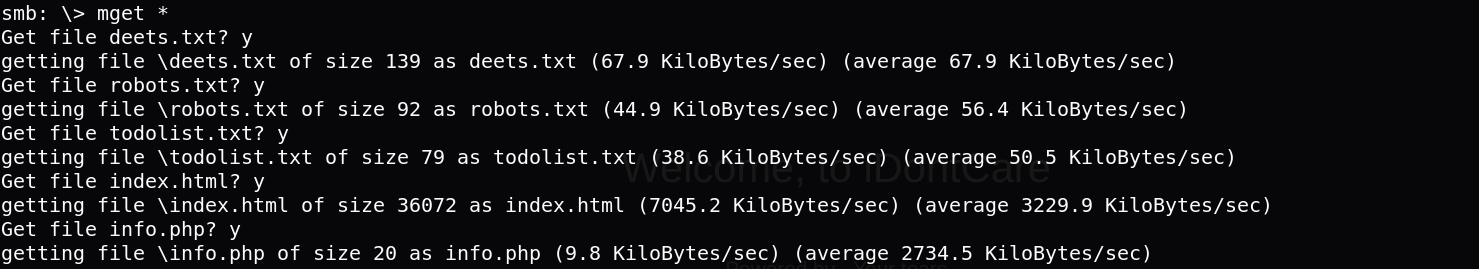 smb: \> mget *
Get file deets.txt? y
getting file \deets.txt of size 139 as deets.txt (67.9 KiloBytes/sec) (average 67.9 KiloBytes/sec)
Get file robots.txt? y
getting file \robots.txt of size 92 as robots.txt (44.9 KiloBytes/sec) (average 56.4 KiloBytes/sec)
Get file todolist.txt? y
getting file \todolist.txt of size 79 as todolist.txt (38.6 KiloBytes/sec) (average 50.5 KiloBytes/sec)
Welcome, to iDontCare
Get file index.html? y
getting file \index.html of size 36072 as index.html (7045.2 KiloBytes/sec) (average 3229.9 KiloBytes/sec)
Get file info.php? y
getting file \info.php of size 20 as info.php (9.8 KiloBytes/sec) (average 2734.5 KiloBytes/sec)